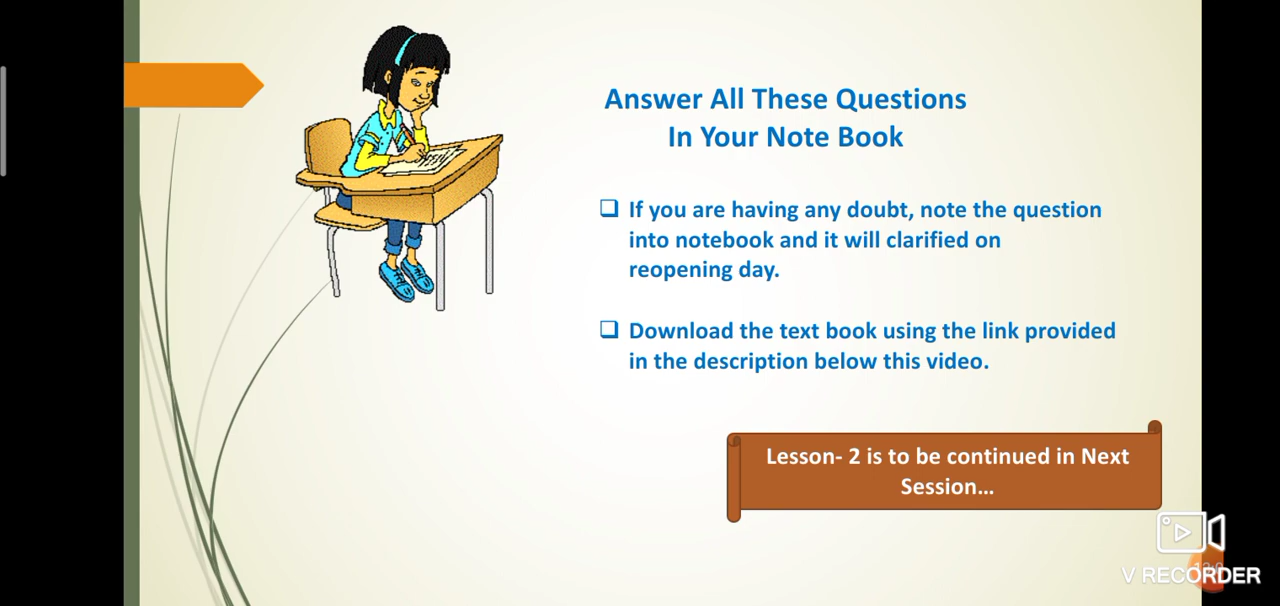 Answer All These Questions
In Your Note Book
If you are having any doubt, note the question
into notebook and it will clarified on
reopening day.
Download the text book using the link provided
in the description below this video.
Lesson- 2 is to be continued in Next
Session...
V RECORDER